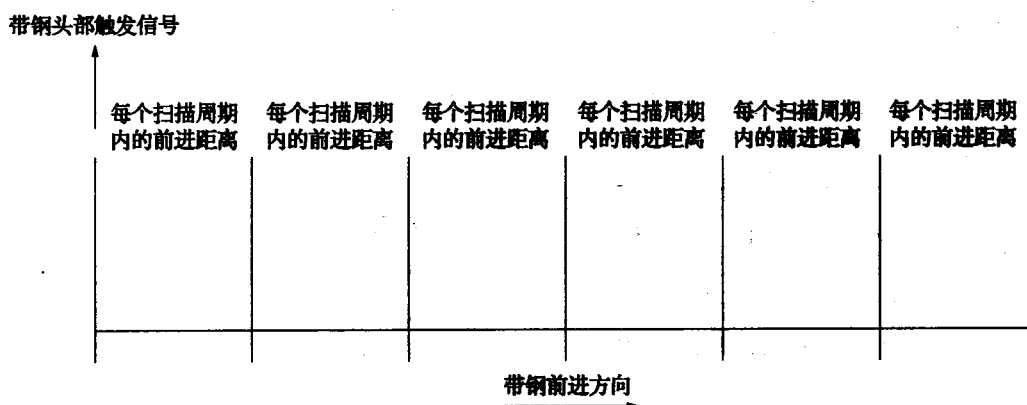 带钢头部触发信号
每个扫描周期 每个扫描周期 每个扫描周期 每个扫描周期 每个扫描周期 每个扫描周期
内的前进距离 内的前进距离 内的前进距离 内的前进距离 内的前进距离 内的前进距离
带钢前进方向